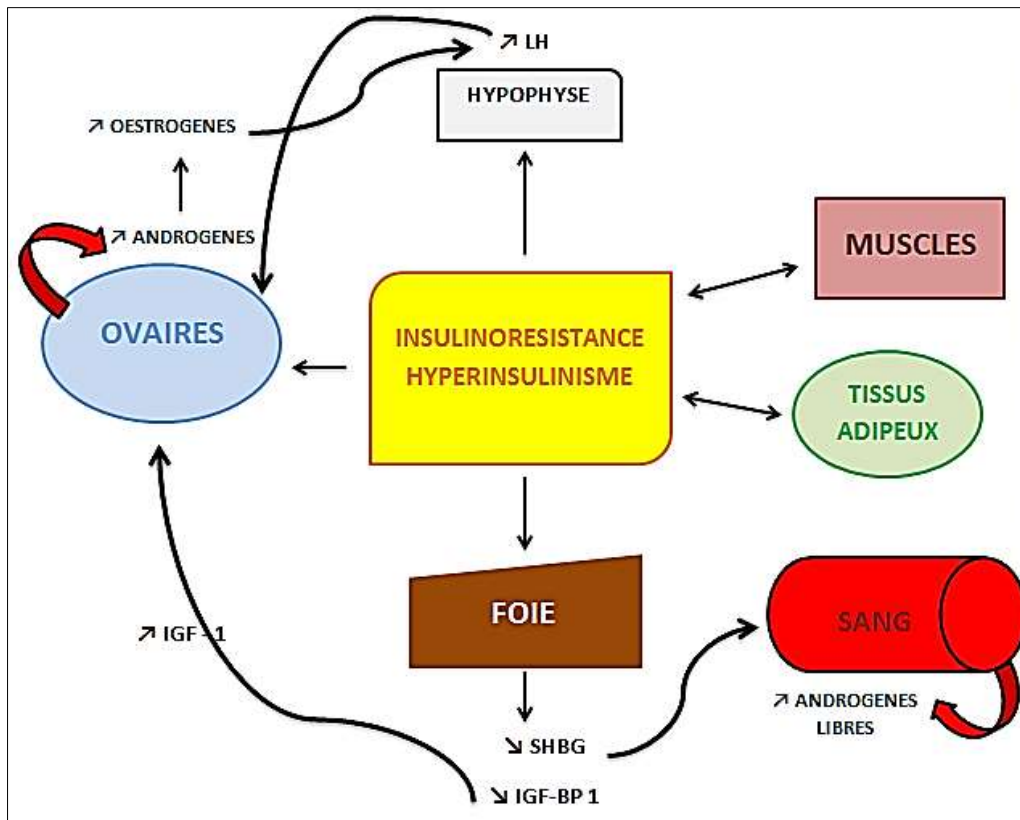 ↗ LH
HYPOPHYSE
↗ OESTROGENES
↗ ANDROGENES
OVAIRES
INSULINORESISTANCE
HYPERINSULINISME
MUSCLES
TISSUS
ADIPEUX
FOIE
SANG
↗ IGF - 1
↗ ANDROGENES
LIBRES
↘ SHBG
↘ IGF-BP 1